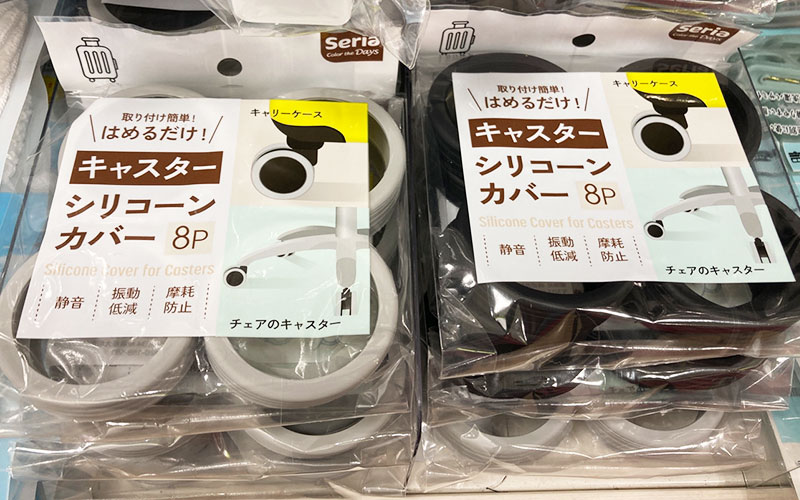 Seria
Color the Days
取り付け簡単!
はめるだけ!
キャスター
シリコーン
カバー 8P
Silicone Cover for Casters
静音
振動
低減
摩耗
防止
キャリーケース
チェアのキャスター
Seria
Color the Days
取り付け簡単!
はめるだけ!
キャスター
シリコーン
カバー 8P
Silicone Cover for Casters
静音
振動
低減
摩耗
防止
キャリーケース
チェアのキャスター